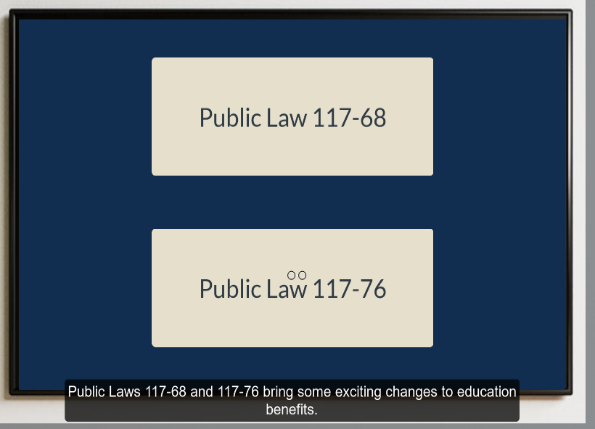 Public Law 117-68
Public Law 117-76
Public Laws 117-68 and 117-76 bring some exciting changes to education
benefits.